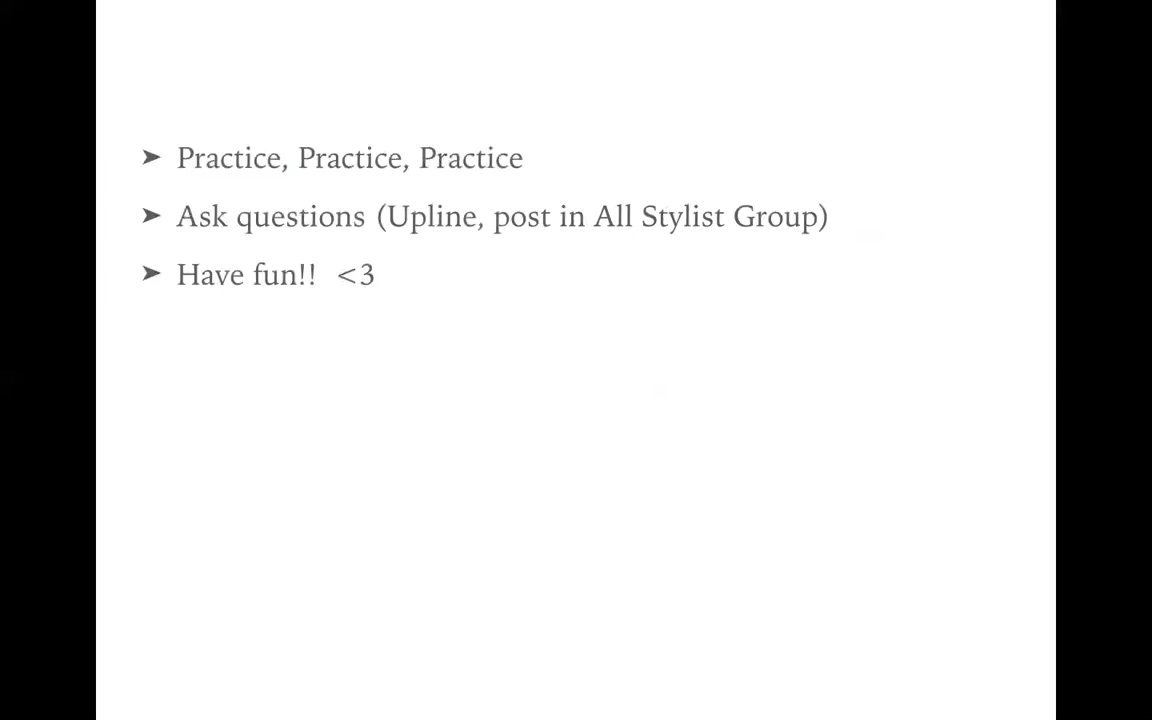 ➤ Practice, Practice, Practice
➤ Ask questions (Upline, post in All Stylist Group)
➤ Have fun!! <3